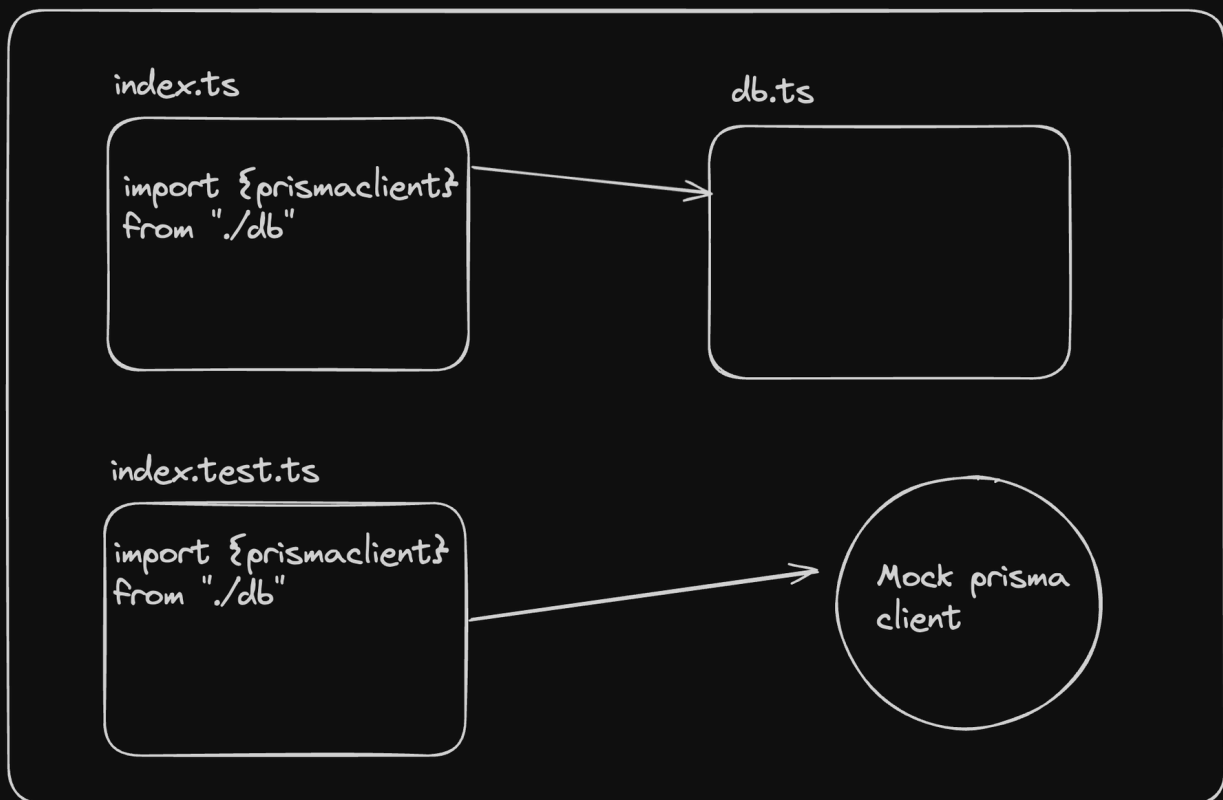 index.ts
import {prismaclient}
from "./db"
db.ts
index.test.ts
import {prismaclient}
from "./db"
Mock prisma
client